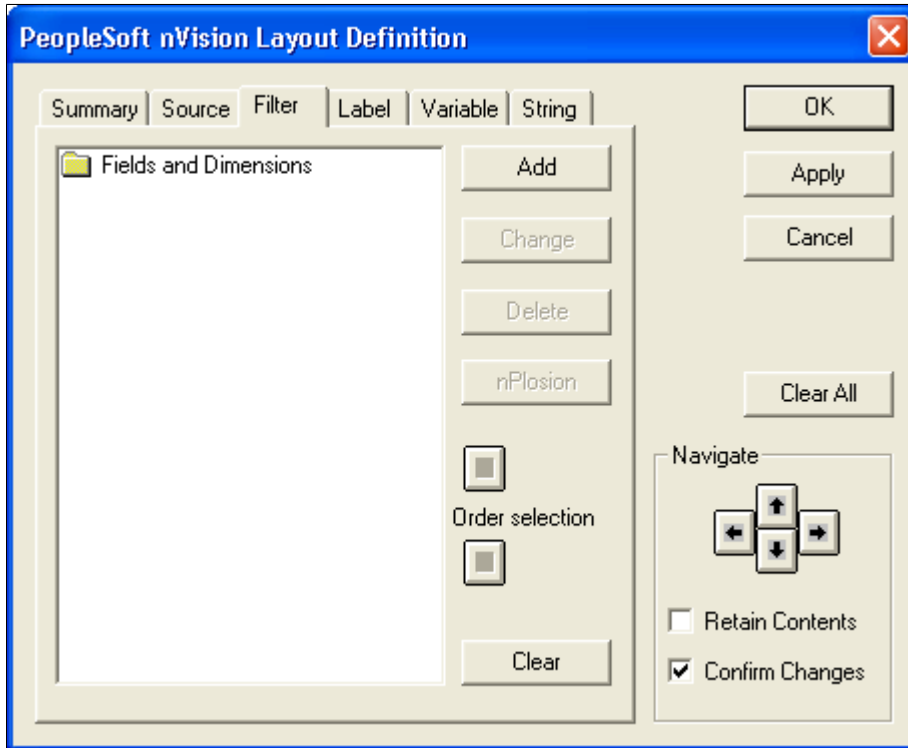 PeopleSoft nVision Layout Definition
Summary Source Filter Label Variable String
OK
Fields and Dimensions
Add
Apply
Change
Cancel
Delete
nPlosion
Clear All
Navigate
Order selection
Retain Contents
Clear
Confirm Changes